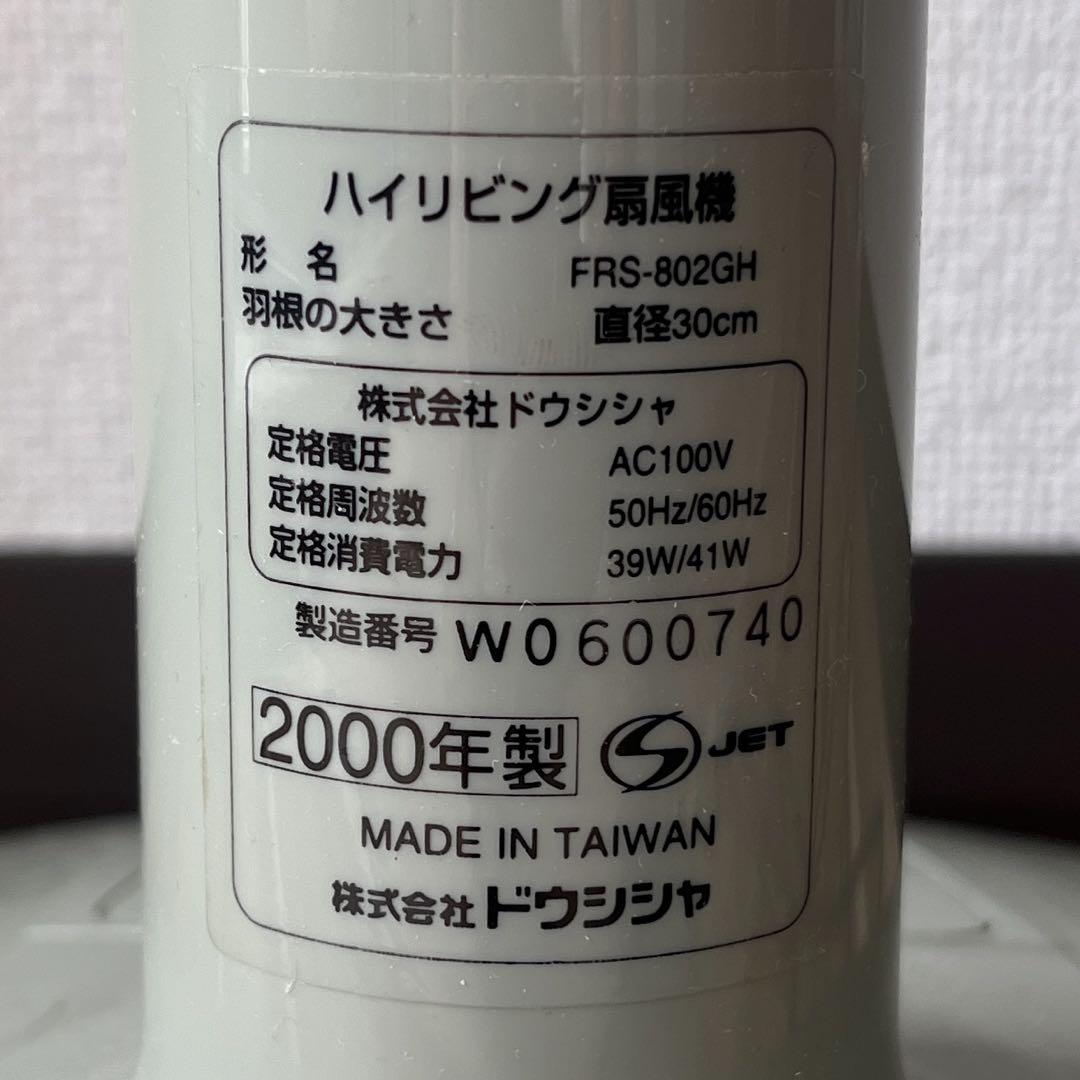 ハイリビング扇風機
形 名 FRS-802GH
羽根の大きさ 直径30cm
株式会社ドウシシャ
定格電圧 AC100V
定格周波数 50Hz/60Hz
定格消費電力 39W/41W
製造番号 W0600740
2000年製 JET
MADE IN TAIWAN
株式会社ドウシシャ